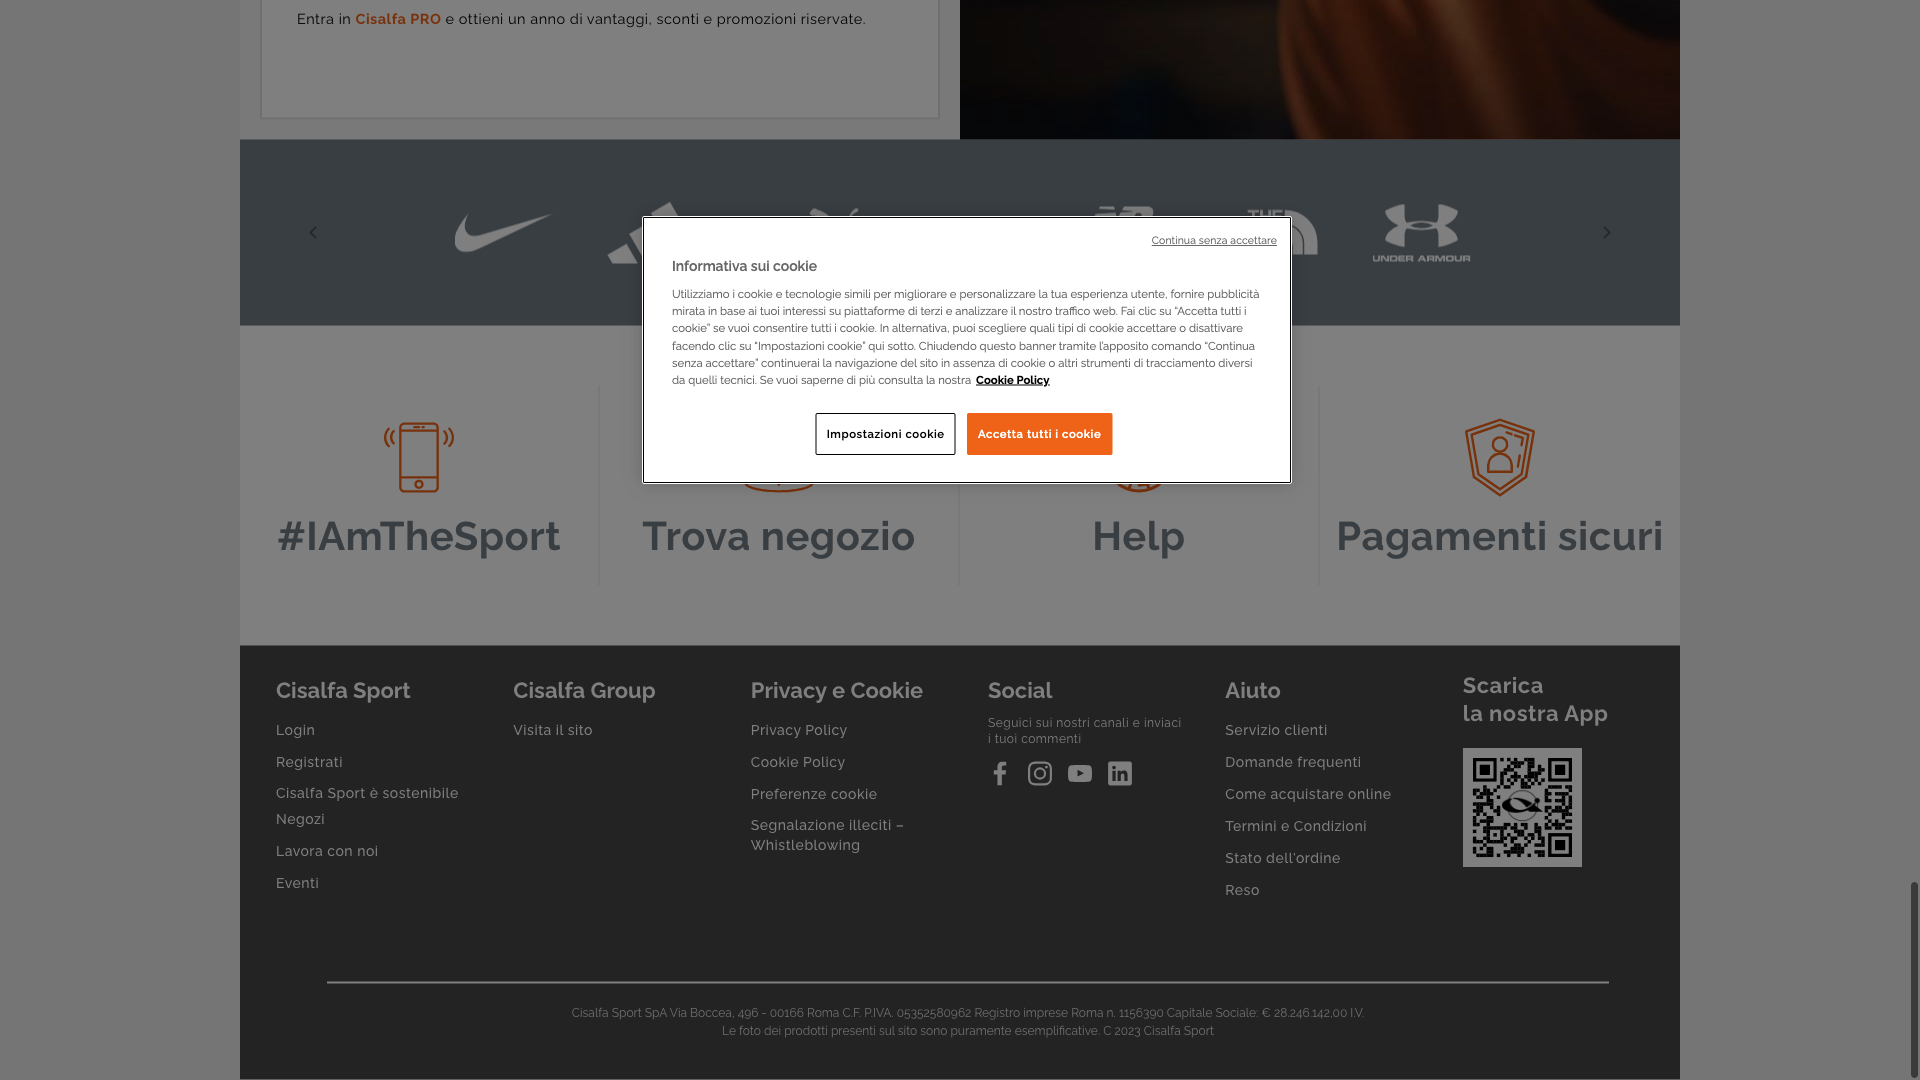 Entra in Cisalfa PRO e ottieni un anno di vantaggi, sconti e promozioni riservate.
THE
UNDER ARMOUR
Continua senza accettare
Informativa sui cookie
Utilizziamo i cookie e tecnologie simili per migliorare e personalizzare la tua esperienza utente, fornire pubblicità
mirata in base ai tuoi interessi su piattaforme di terzi e analizzare il nostro traffico web. Fai clic su "Accetta tutti i
cookie" se vuoi consentire tutti i cookie. In alternativa, puoi scegliere quali tipi di cookie accettare o disattivare
facendo clic su "Impostazioni cookie" qui sotto. Chiudendo questo banner tramite l'apposito comando "Continua
senza accettare" continuerai la navigazione del sito in assenza di cookie o altri strumenti di tracciamento diversi
da quelli tecnici. Se vuoi saperne di più consulta la nostra Cookie Policy
Impostazioni cookie
Accetta tutti i cookie
#IAmTheSport
Trova negozio
Help
Pagamenti sicuri
Cisalfa Sport
Login
Registrati
Cisalfa Sport è sostenibile
Negozi
Lavora con noi
Eventi
Cisalfa Group
Visita il sito
Privacy e Cookie
Privacy Policy
Cookie Policy
Preferenze cookie
Segnalazione illeciti –
Whistleblowing
Social
Seguici sui nostri canali e inviaci
i tuoi commenti
Aiuto
Servizio clienti
Domande frequenti
Come acquistare online
Termini e Condizioni
Stato dell'ordine
Reso
Scarica
la nostra App
Cisalfa Sport SpA Via Boccea, 496 - 00166 Roma C.F. P.IVA. 05352580962 Registro imprese Roma n. 1156390 Capitale Sociale: € 28.246.142,00 I.V.
Le foto dei prodotti presenti sul sito sono puramente esemplificative. C 2023 Cisalfa Sport